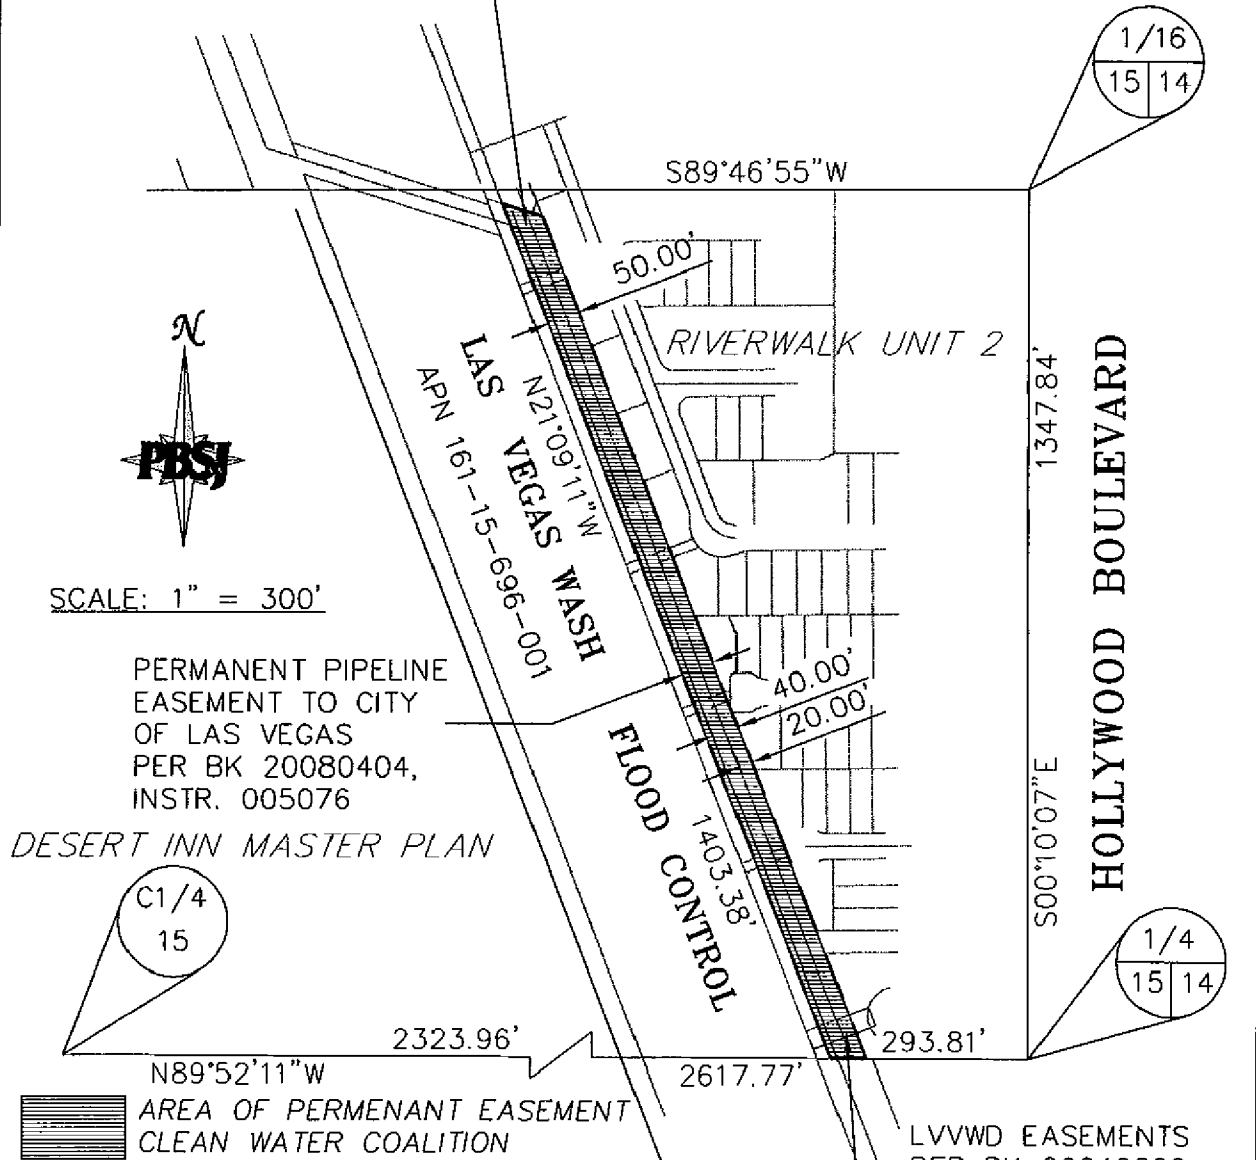 1/16
15 14
S89°46'55"W
50.00'
RIVERWALK UNIT 2
N
PBSJ
SCALE: 1" = 300'
LAS VEGAS WASH
N21°09'11"W
APN 161-15-696-001
1347.84'
HOLLYWOOD BOULEVARD
S00°10'07"E
PERMANENT PIPELINE
EASEMENT TO CITY
OF LAS VEGAS
PER BK 20080404,
INSTR. 005076
40.00'
20.00'
FLOOD CONTROL
1403.38'
DESERT INN MASTER PLAN
C1/4
15
1/4
15 14
2323.96'
293.81'
N89°52'11"W
2617.77'
AREA OF PERMENANT EASEMENT
CLEAN WATER COALITION
LVVWD EASEMENTS